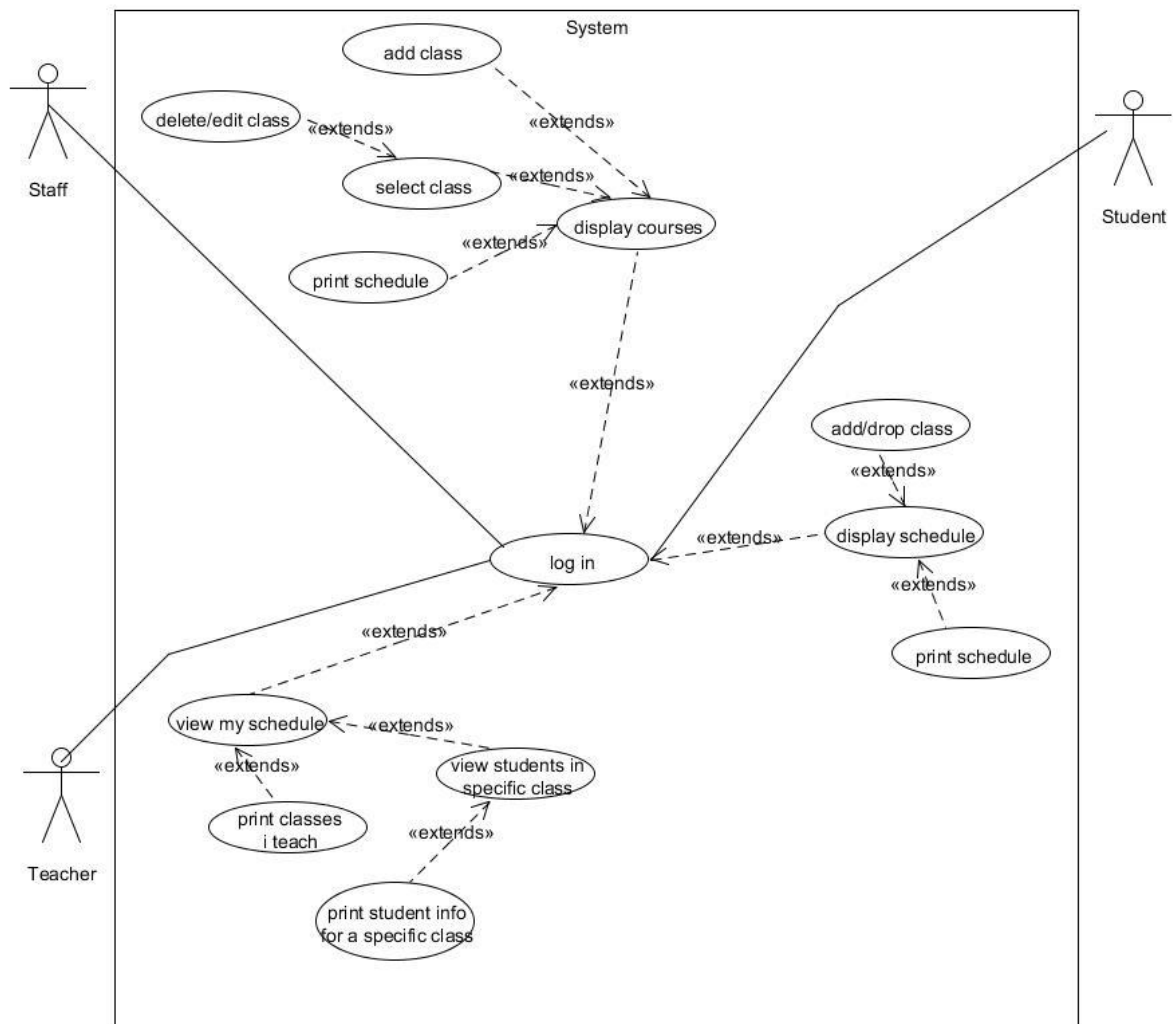 System
add class
delete/edit class
«extends»
«extends»
select class
«extends»
Staff
Student
display courses
«extends»
print schedule
«extends»
add/drop class
«extends»
display schedule
«extends»
log in
«extends»
print schedule
«extends»
view my schedule
«extends»
«extends»
view students in
specific class
print classes
i teach
«extends»
Teacher
print student info
for a specific class